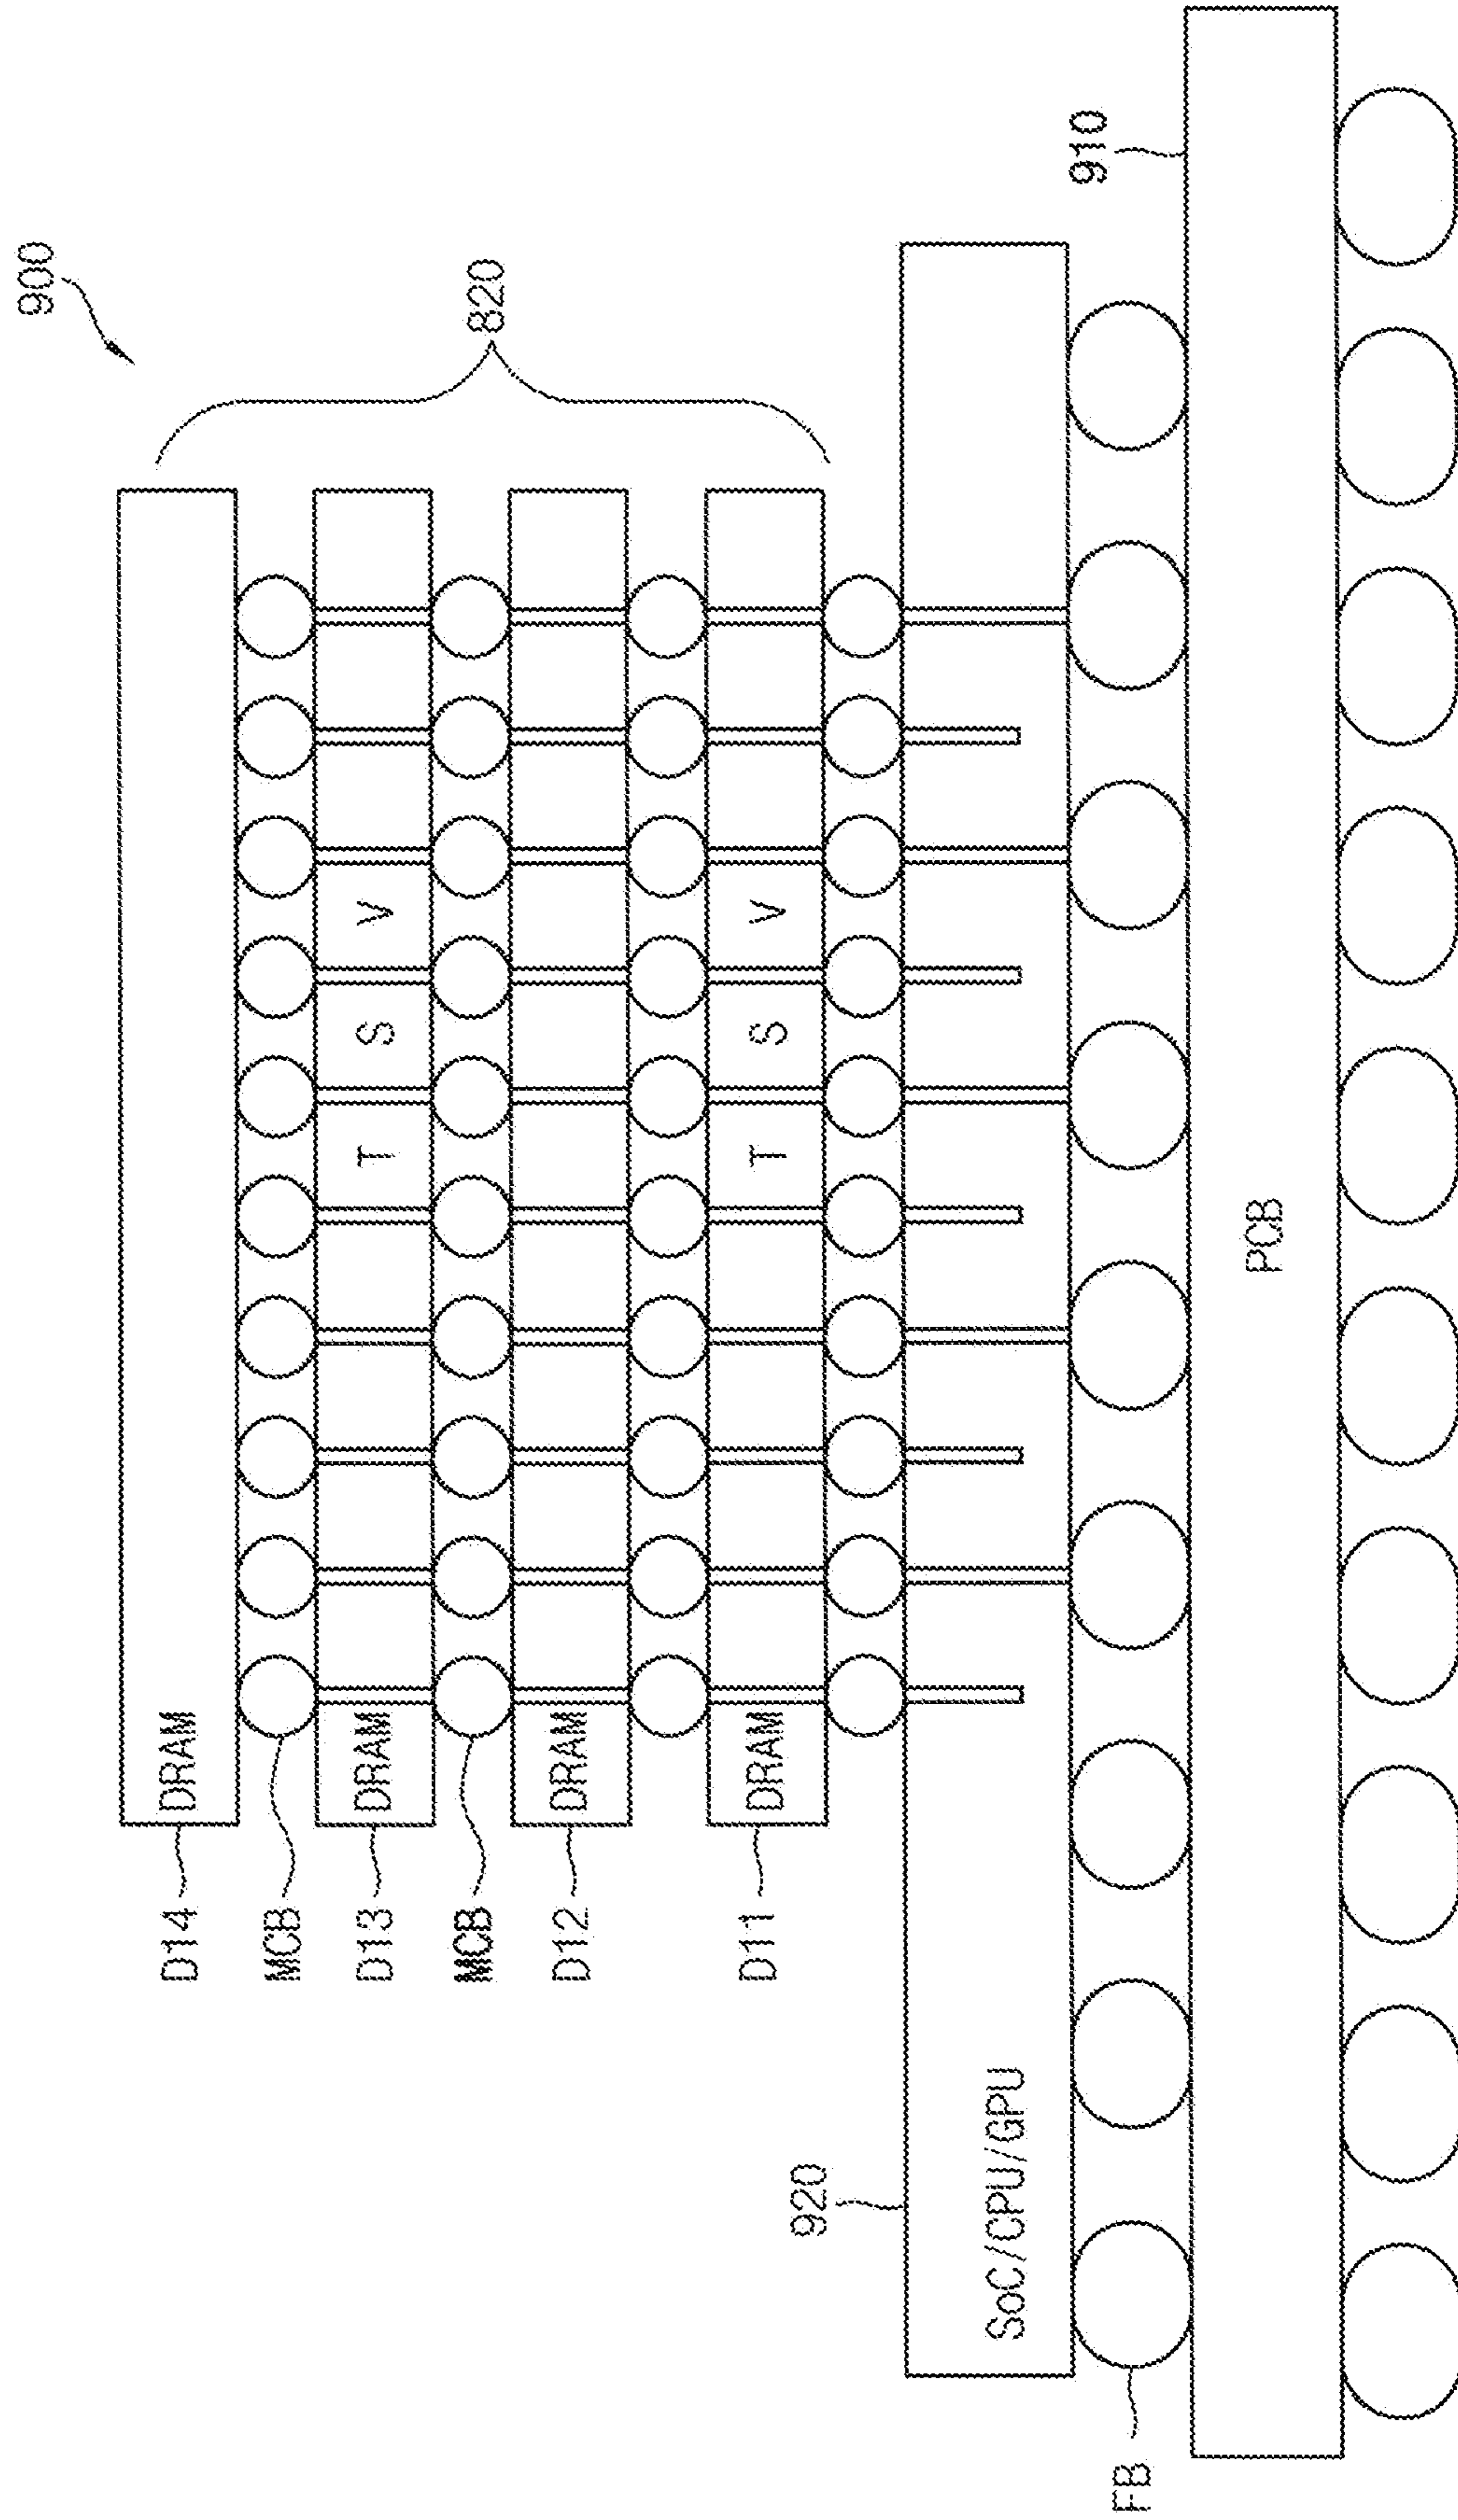 900
820
D14
DRAM
MCB
D13
DRAM
T S V
MCB
D12
DRAM
D11
DRAM
T S V
920
SoC/CPU/GPU
FB
910
PCB